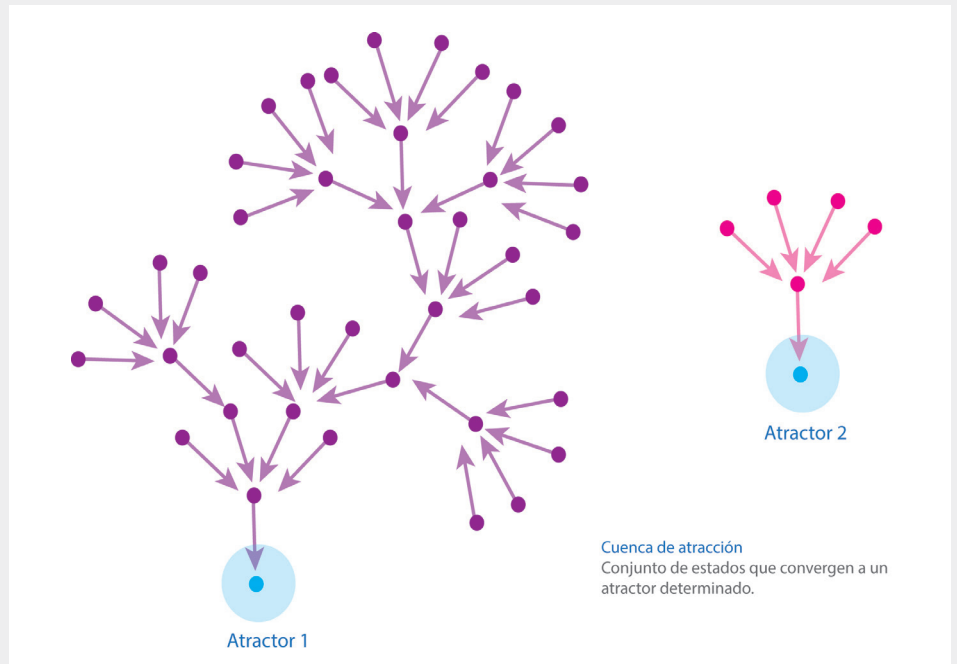 Atractor 2
Cuenca de atracción
Conjunto de estados que convergen a un
atractor determinado.
Atractor 1